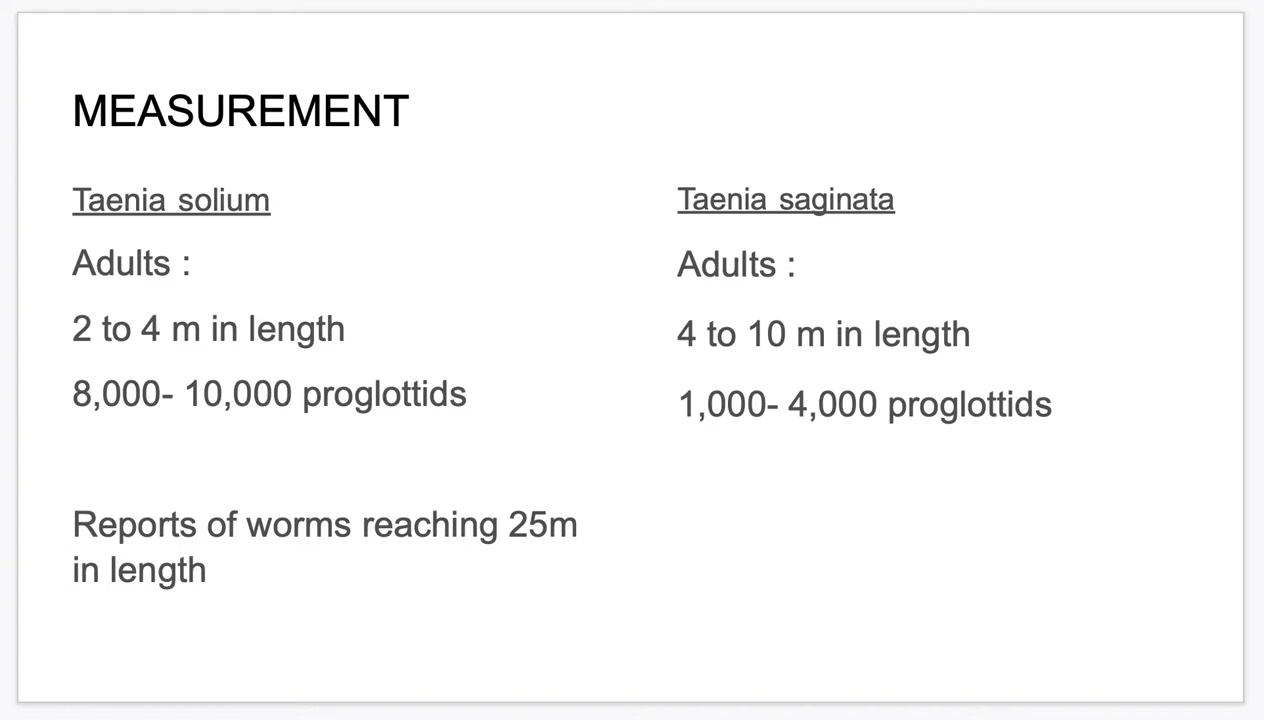 MEASUREMENT
Taenia solium
Adults :
2 to 4 m in length
8,000- 10,000 proglottids
Reports of worms reaching 25m
in length
Taenia saginata
Adults :
4 to 10 m in length
1,000- 4,000 proglottids